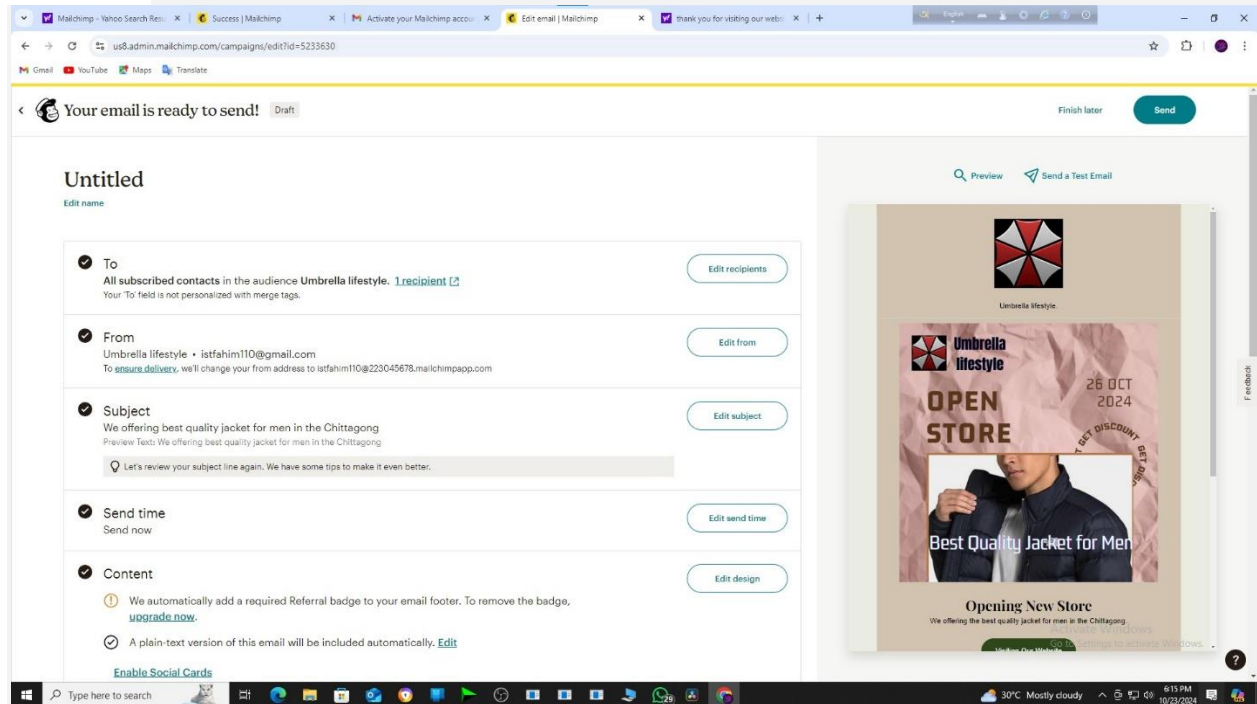 Mailchimp - Yahoo Search Resu
Success | Mailchimp
Activate your Mailchimp accou
Edit email | Mailchimp
thank you for visiting our webs
English
us8.admin.mailchimp.com/campaigns/edit?id=5233630
Gmail
YouTube
Maps
Translate
Your email is ready to send!
Draft
Finish later
Send
Untitled
Edit name
Preview
Send a Test Email
To
All subscribed contacts in the audience Umbrella lifestyle. 1 recipient
Your 'To' field is not personalized with merge tags.
Edit recipients
From
Umbrella lifestyle • istfahim110@gmail.com
To ensure delivery, we'll change your from address to istfahim110@223045678.mailchimpapp.com
Edit from
Subject
We offering best quality jacket for men in the Chittagong
Preview Text: We offering best quality jacket for men in the Chittagong
Let's review your subject line again. We have some tips to make it even better.
Edit subject
Send time
Send now
Edit send time
Content
We automatically add a required Referral badge to your email footer. To remove the badge,
upgrade now.
A plain-text version of this email will be included automatically. Edit
Enable Social Cards
Edit design
Umbrella lifestyle.
Umbrella
lifestyle
OPEN
STORE
26 OCT
2024
GET DISCOUNT GET DISC
Best Quality Jacket for Men
Opening New Store
We offering the best quality jacket for men in the Chittagong.
Visiting Our Website
Activate Windows
Go to Settings to activate Windows.
Feedback
?
Type here to search
29
30°C Mostly cloudy
6:15 PM
10/23/2024